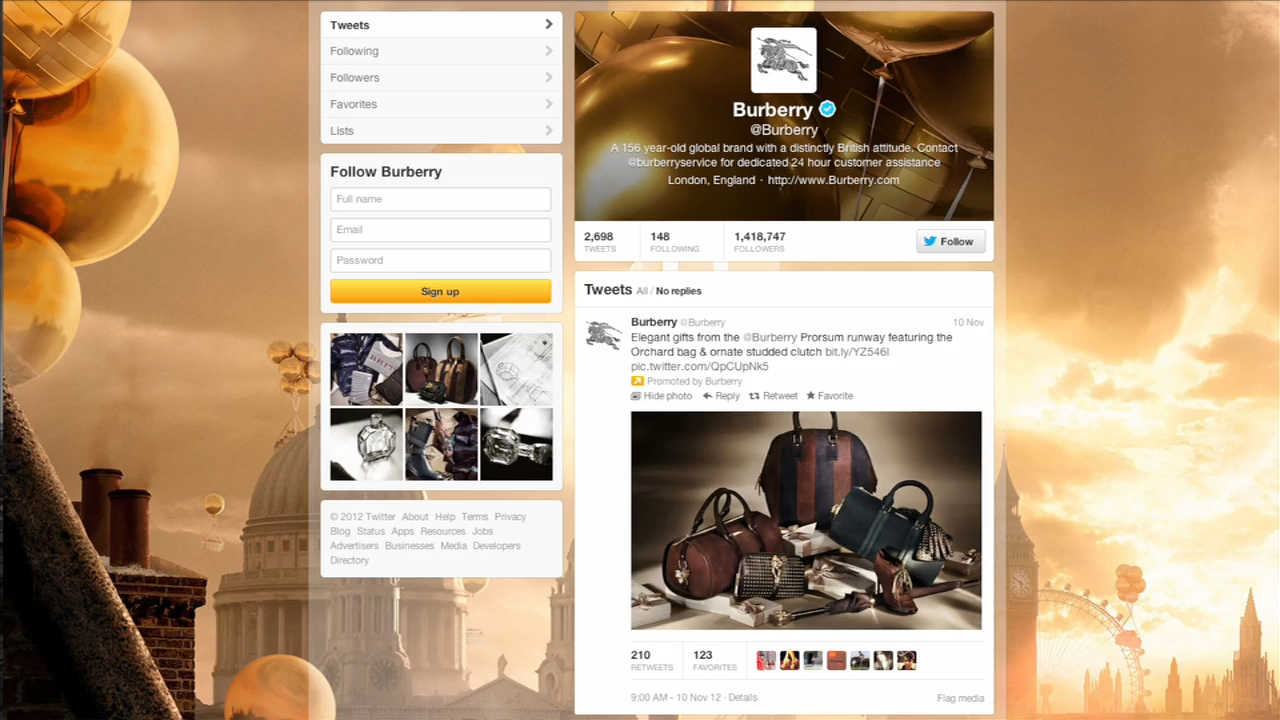 Tweets
Following
Followers
Favorites
Lists
Follow Burberry
Full name
Email
Password
Sign up
© 2012 Twitter About Help Terms Privacy
Blog Status Apps Resources Jobs
Advertisers Businesses Media Developers
Directory
Burberry
@Burberry
A 156 year-old global brand with a distinctly British attitude. Contact
@burberryservice for dedicated 24 hour customer assistance
London, England · http://www.Burberry.com
2,698 148 1,418,747
TWEETS FOLLOWING FOLLOWERS
Follow
Tweets All / No replies
Burberry @Burberry 10 Nov
Elegant gifts from the @Burberry Prorsum runway featuring the
Orchard bag & ornate studded clutch bit.ly/YZ546I
pic.twitter.com/QpCUpNk5
Promoted by Burberry
Hide photo Reply Retweet Favorite
210 123
RETWEETS FAVORITES
9:00 AM - 10 Nov 12 · Details Flag media